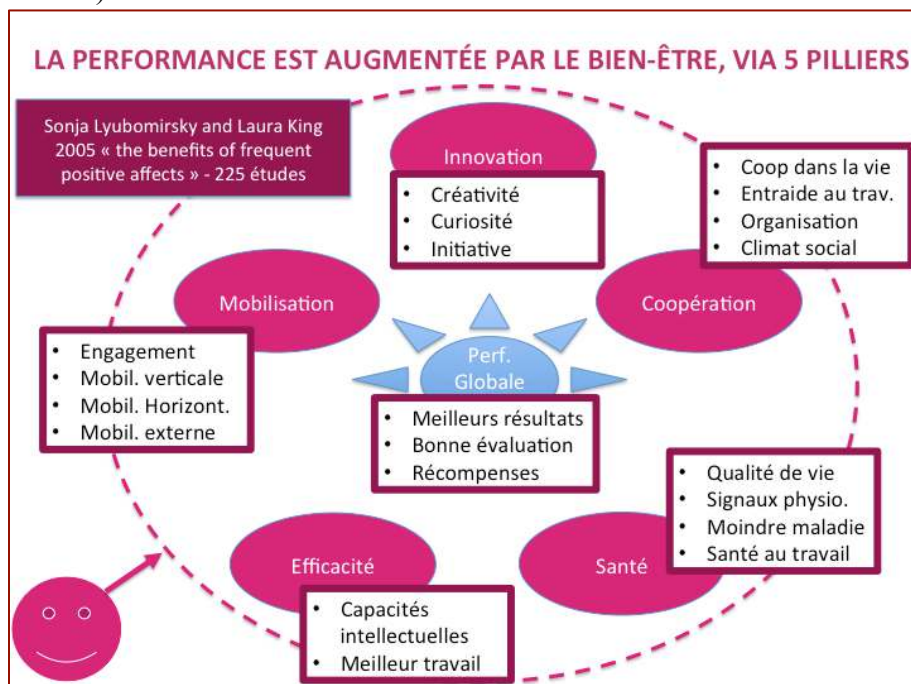 LA PERFORMANCE EST AUGMENTÉE PAR LE BIEN-ÊTRE, VIA 5 PILLIERS
Sonja Lyubomirsky and Laura King
2005 « the benefits of frequent
positive affects » - 225 études
Innovation
• Créativité
• Curiosité
• Initiative
• Coop dans la vie
• Entraide au trav.
• Organisation
• Climat social
Mobilisation
Coopération
• Engagement
• Mobil. verticale
• Mobil. Horizont.
• Mobil. externe
Perf.
Globale
• Meilleurs résultats
• Bonne évaluation
• Récompenses
• Qualité de vie
• Signaux physio.
• Moindre maladie
• Santé au travail
Efficacité
Santé
• Capacités
intellectuelles
• Meilleur travail